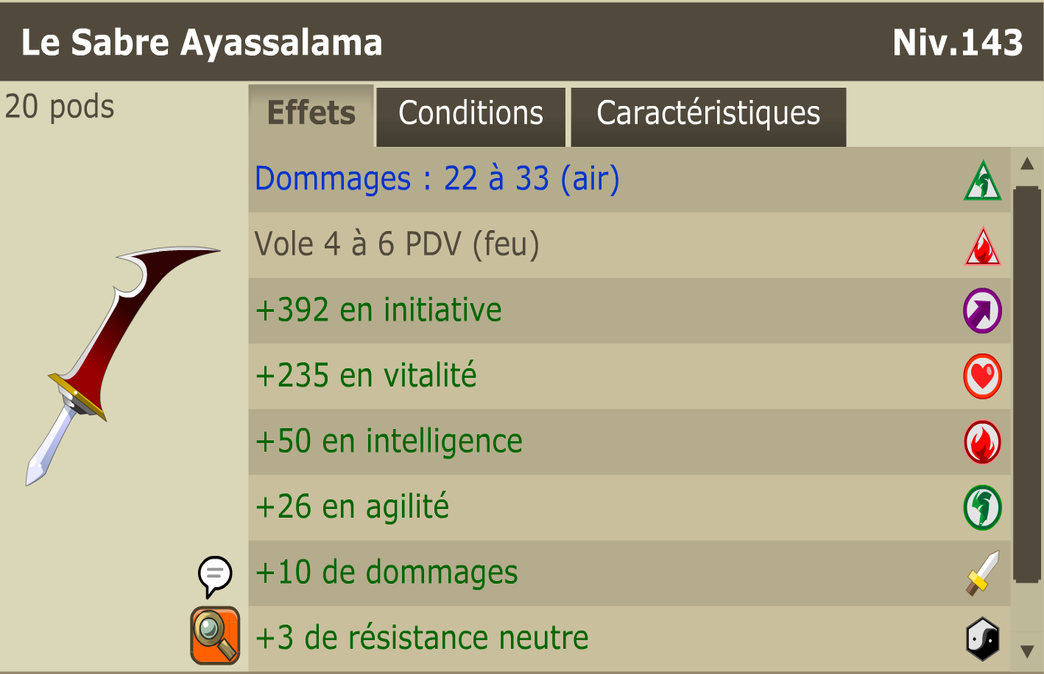 Le Sabre Ayassalama
Niv.143
20 pods
Effets
Conditions
Caractéristiques
Dommages : 22 à 33 (air)
Vole 4 à 6 PDV (feu)
+392 en initiative
+235 en vitalité
+50 en intelligence
+26 en agilité
+10 de dommages
+3 de résistance neutre